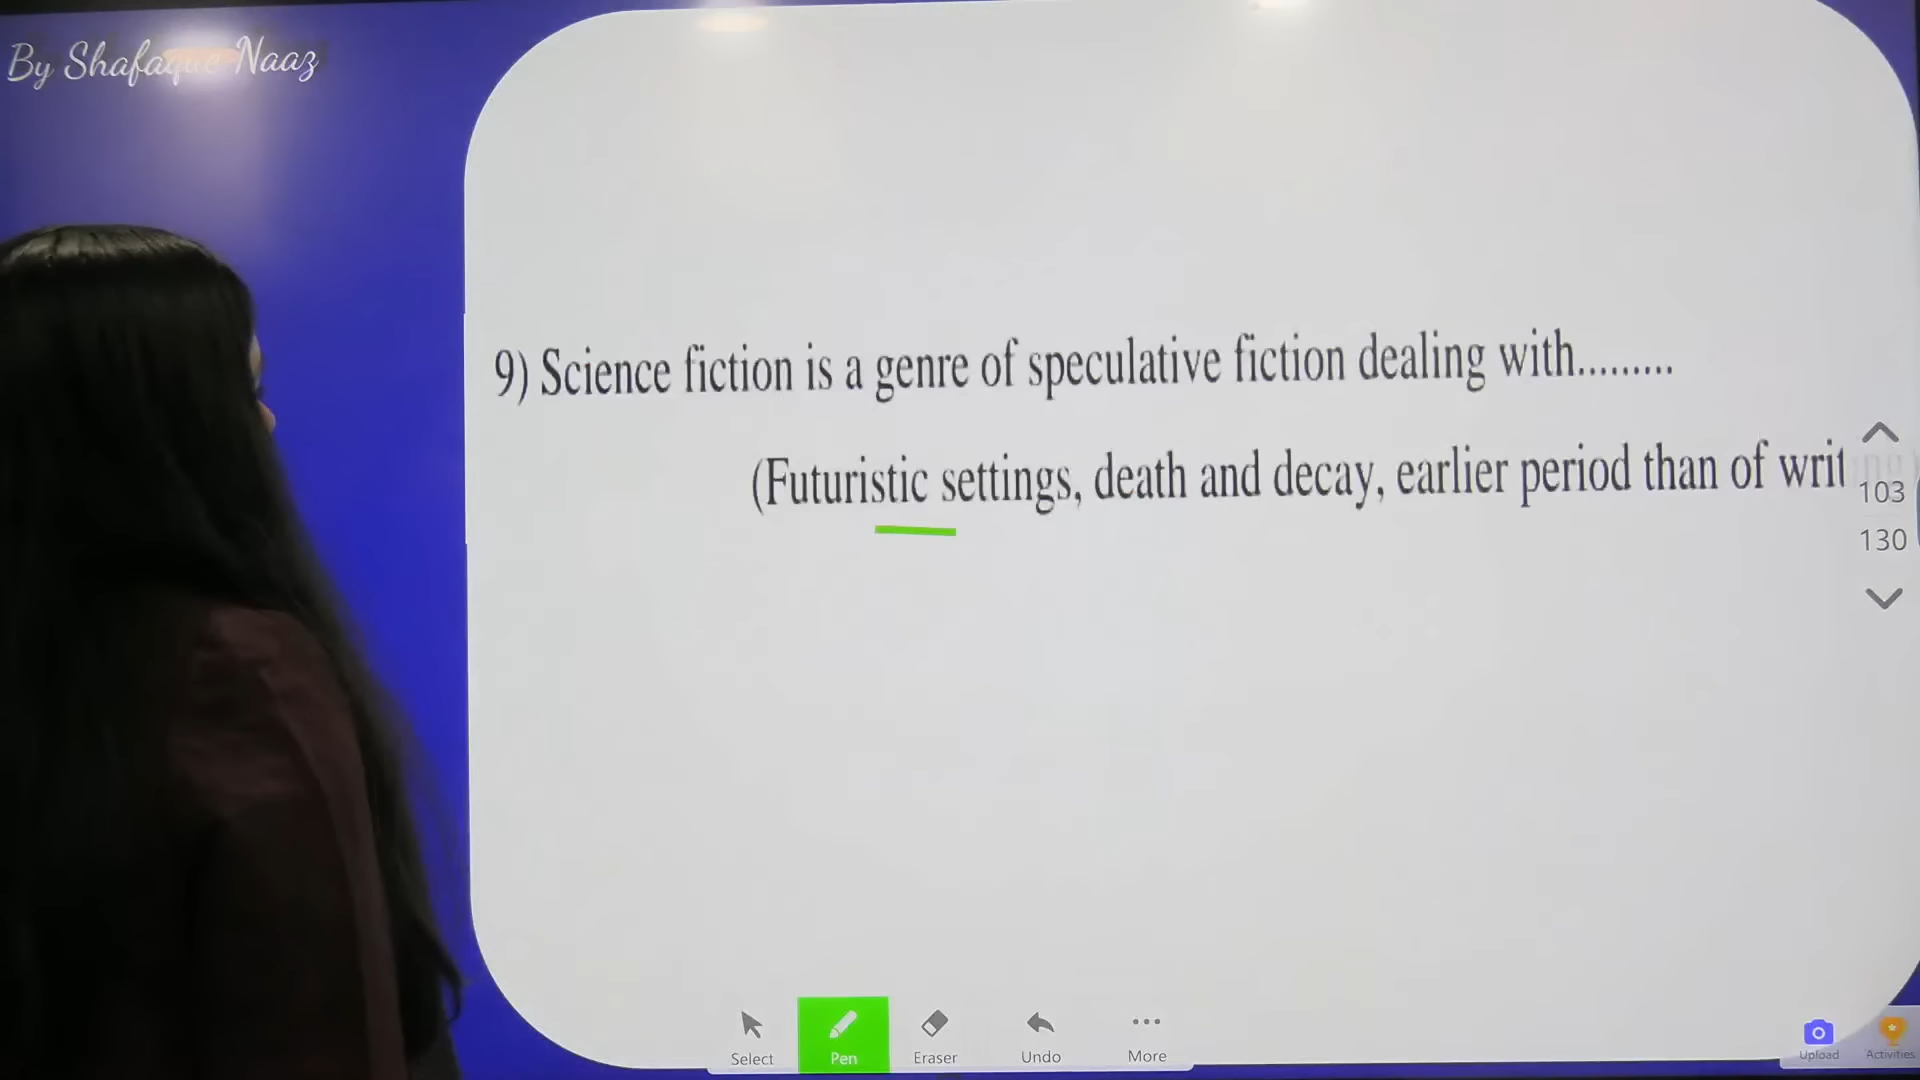 By Shafaque Naaz
9) Science fiction is a genre of speculative fiction dealing with.........
(Futuristic settings, death and decay, earlier period than of writing)
103
130
Select
Pen
Eraser
Undo
More
Upload
Activities